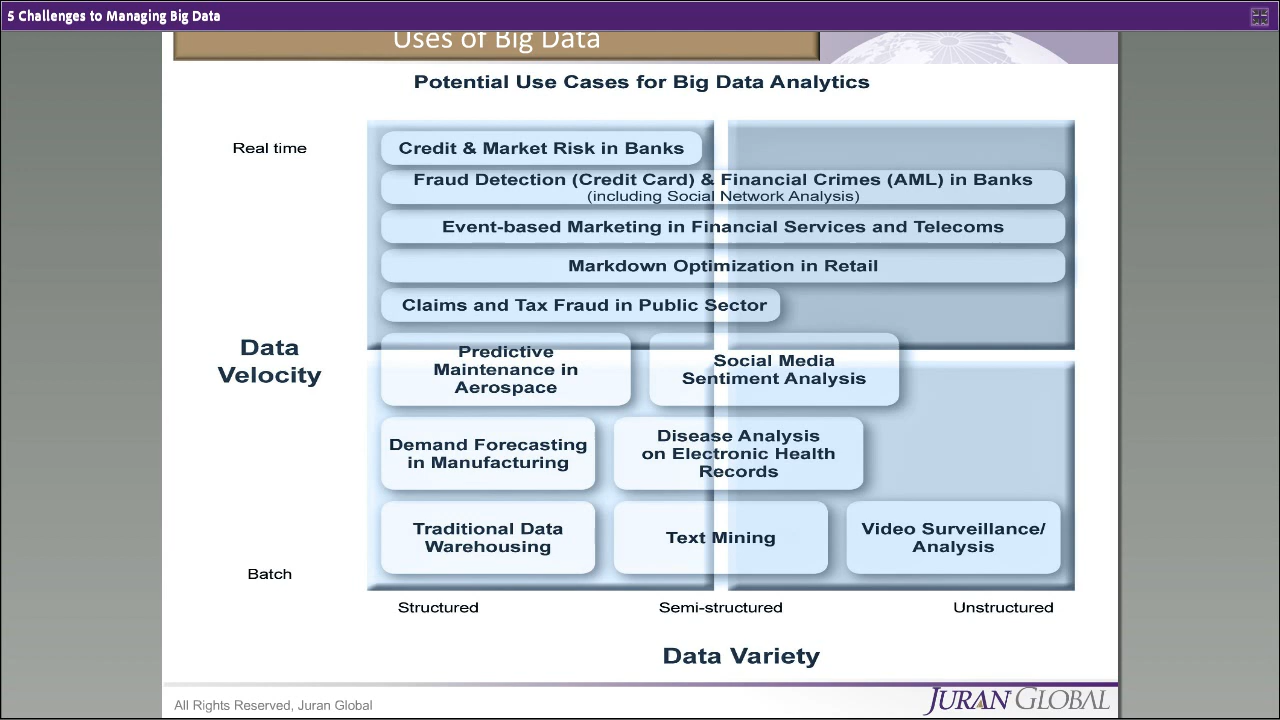 5 Challenges to Managing Big Data
Uses of Big Data
Potential Use Cases for Big Data Analytics
Real time
Credit & Market Risk in Banks
Fraud Detection (Credit Card) & Financial Crimes (AML) in Banks
(including Social Network Analysis)
Event-based Marketing in Financial Services and Telecoms
Markdown Optimization in Retail
Claims and Tax Fraud in Public Sector
Data
Velocity
Predictive
Maintenance in
Aerospace
Social Media
Sentiment Analysis
Demand Forecasting
in Manufacturing
Disease Analysis
on Electronic Health
Records
Traditional Data
Warehousing
Text Mining
Video Surveillance/
Analysis
Batch
Structured
Semi-structured
Unstructured
Data Variety
All Rights Reserved, Juran Global
JURAN GLOBAL